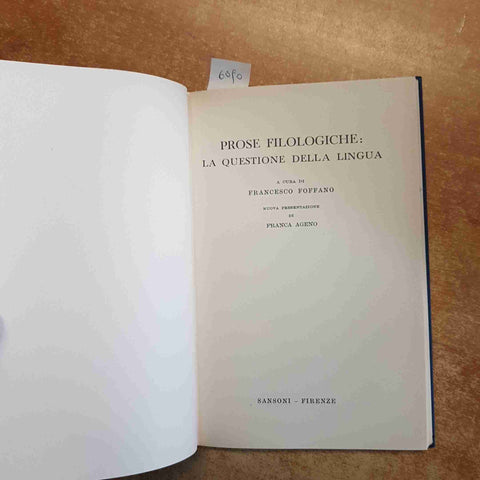 6090
PROSE FILOLOGICHE:
LA QUESTIONE DELLA LINGUA
A CURA DI
FRANCESCO FOFFANO
NUOVA PRESENTAZIONE
DI
FRANCA AGENO
SANSONI - FIRENZE